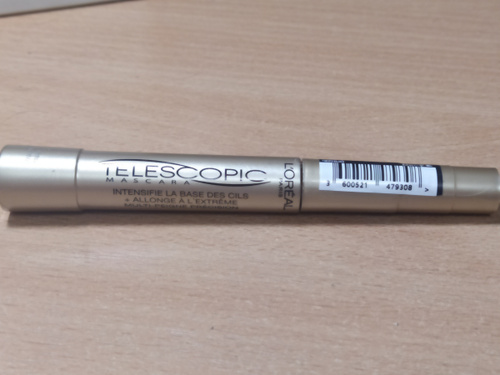 TELESCOPIC
MASCARA
INTENSIFIE LA BASE DES CILS
+ ALLONGE À L'EXTRÊME
L'ORÉAL
PARIS
3 600521 479308 >